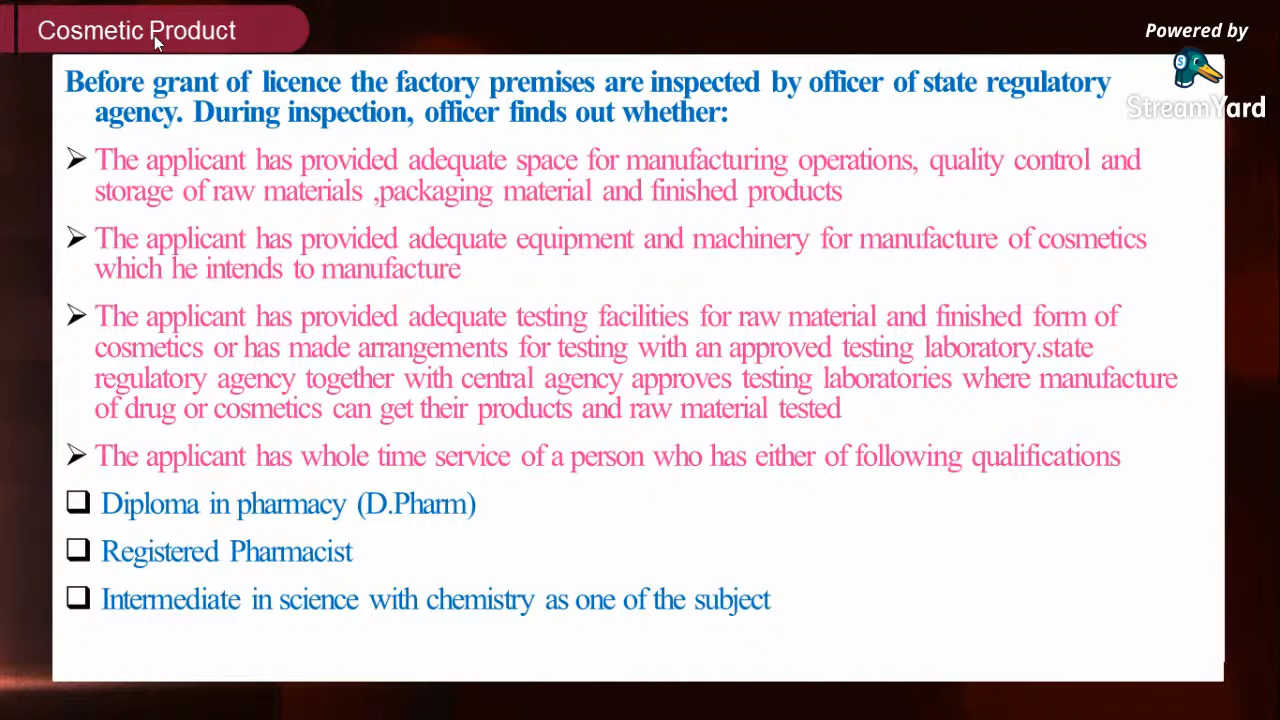 Cosmetic Product
Powered by
StreamYard
Before grant of licence the factory premises are inspected by officer of state regulatory
agency. During inspection, officer finds out whether:
The applicant has provided adequate space for manufacturing operations, quality control and
storage of raw materials ,packaging material and finished products
The applicant has provided adequate equipment and machinery for manufacture of cosmetics
which he intends to manufacture
The applicant has provided adequate testing facilities for raw material and finished form of
cosmetics or has made arrangements for testing with an approved testing laboratory.state
regulatory agency together with central agency approves testing laboratories where manufacture
of drug or cosmetics can get their products and raw material tested
The applicant has whole time service of a person who has either of following qualifications
Diploma in pharmacy (D.Pharm)
Registered Pharmacist
Intermediate in science with chemistry as one of the subject